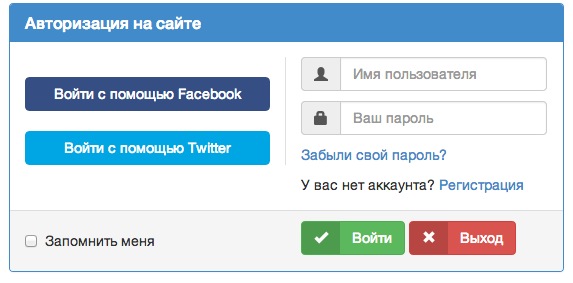 Авторизация на сайте
Войти с помощью Facebook
Войти с помощью Twitter
Имя пользователя
Ваш пароль
Забыли свой пароль?
У вас нет аккаунта? Регистрация
Запомнить меня
Войти
Выход